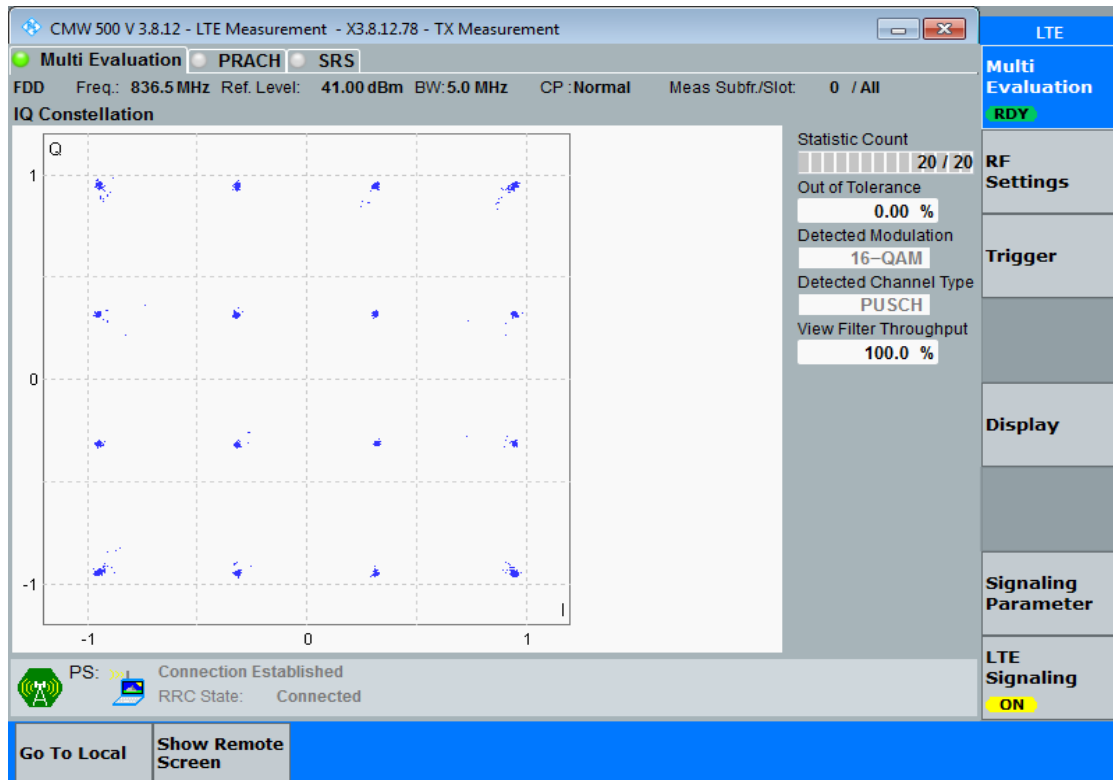 CMW 500 V 3.8.12 - LTE Measurement - X3.8.12.78 - TX Measurement
LTE
Multi Evaluation PRACH SRS
FDD Freq.: 836.5 MHz Ref. Level: 41.00 dBm BW: 5.0 MHz CP : Normal Meas Subfr./Slot: 0 / All
IQ Constellation
Q
1
0
-1
I
-1 0 1
Statistic Count
20 / 20
Out of Tolerance
0.00 %
Detected Modulation
16-QAM
Detected Channel Type
PUSCH
View Filter Throughput
100.0 %
Multi
Evaluation
RDY
RF
Settings
Trigger
Display
Signaling
Parameter
LTE
Signaling
ON
PS: Connection Established
RRC State: Connected
Go To Local
Show Remote
Screen